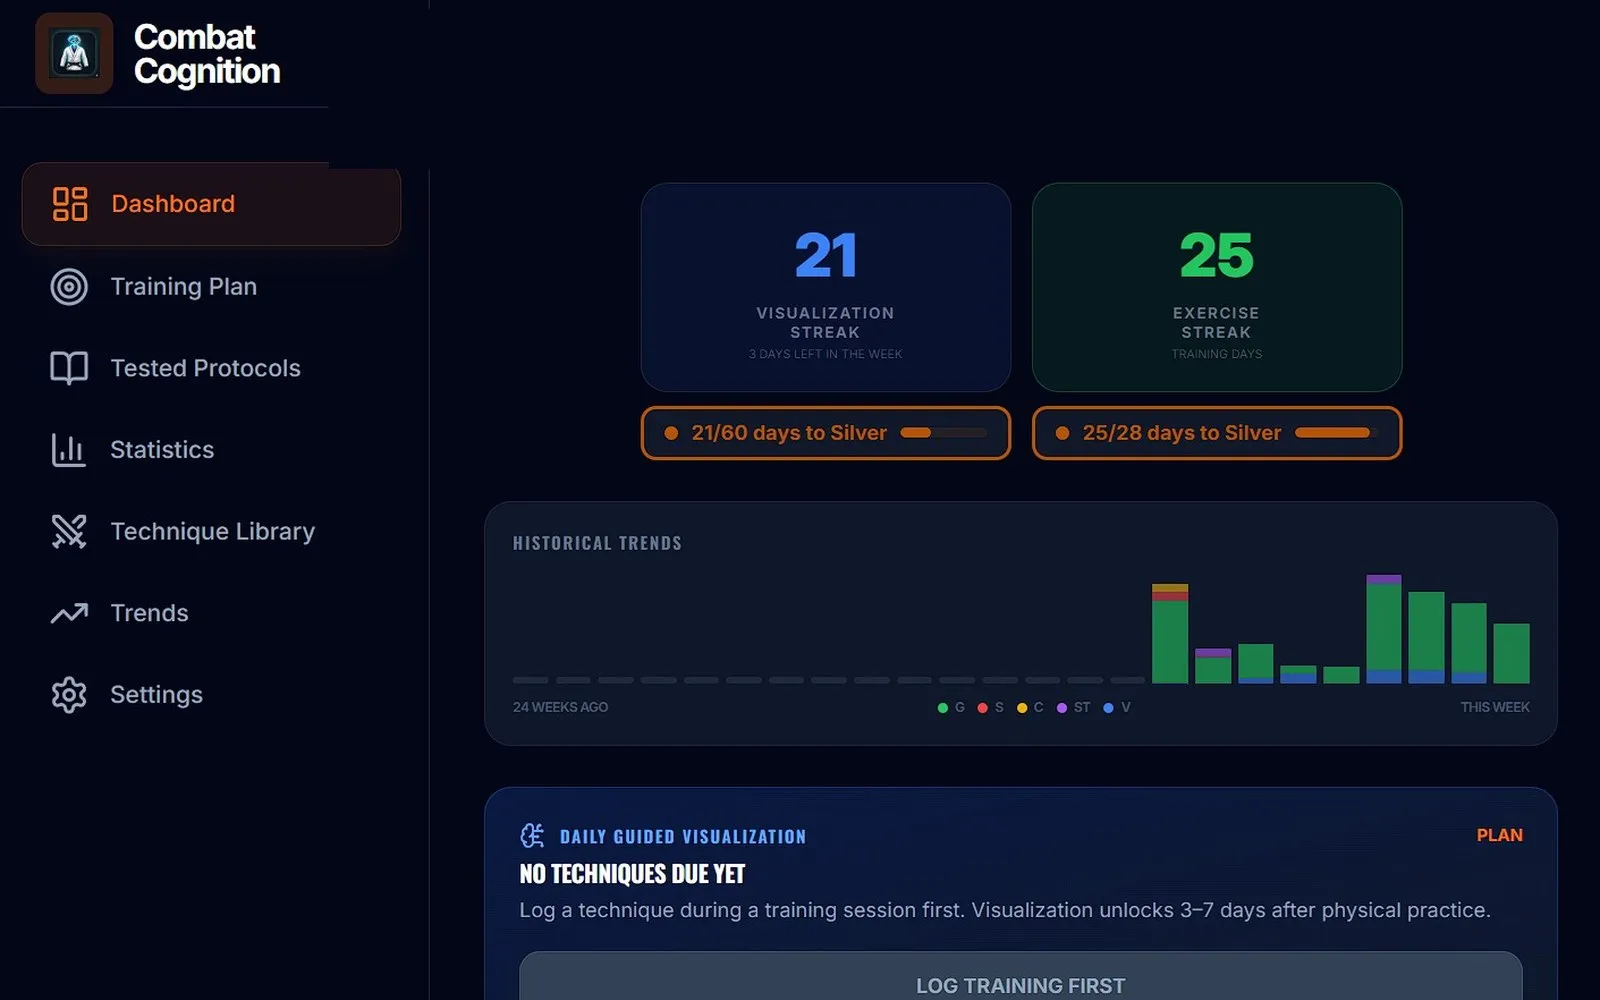 Combat
Cognition
Dashboard
Training Plan
Tested Protocols
Statistics
Technique Library
Trends
Settings
21
VISUALIZATION
STREAK
3 DAYS LEFT IN THE WEEK
25
EXERCISE
STREAK
TRAINING DAYS
21/60 days to Silver
25/28 days to Silver
HISTORICAL TRENDS
24 WEEKS AGO
G S C ST V
THIS WEEK
DAILY GUIDED VISUALIZATION
PLAN
NO TECHNIQUES DUE YET
Log a technique during a training session first. Visualization unlocks 3–7 days after physical practice.
LOG TRAINING FIRST